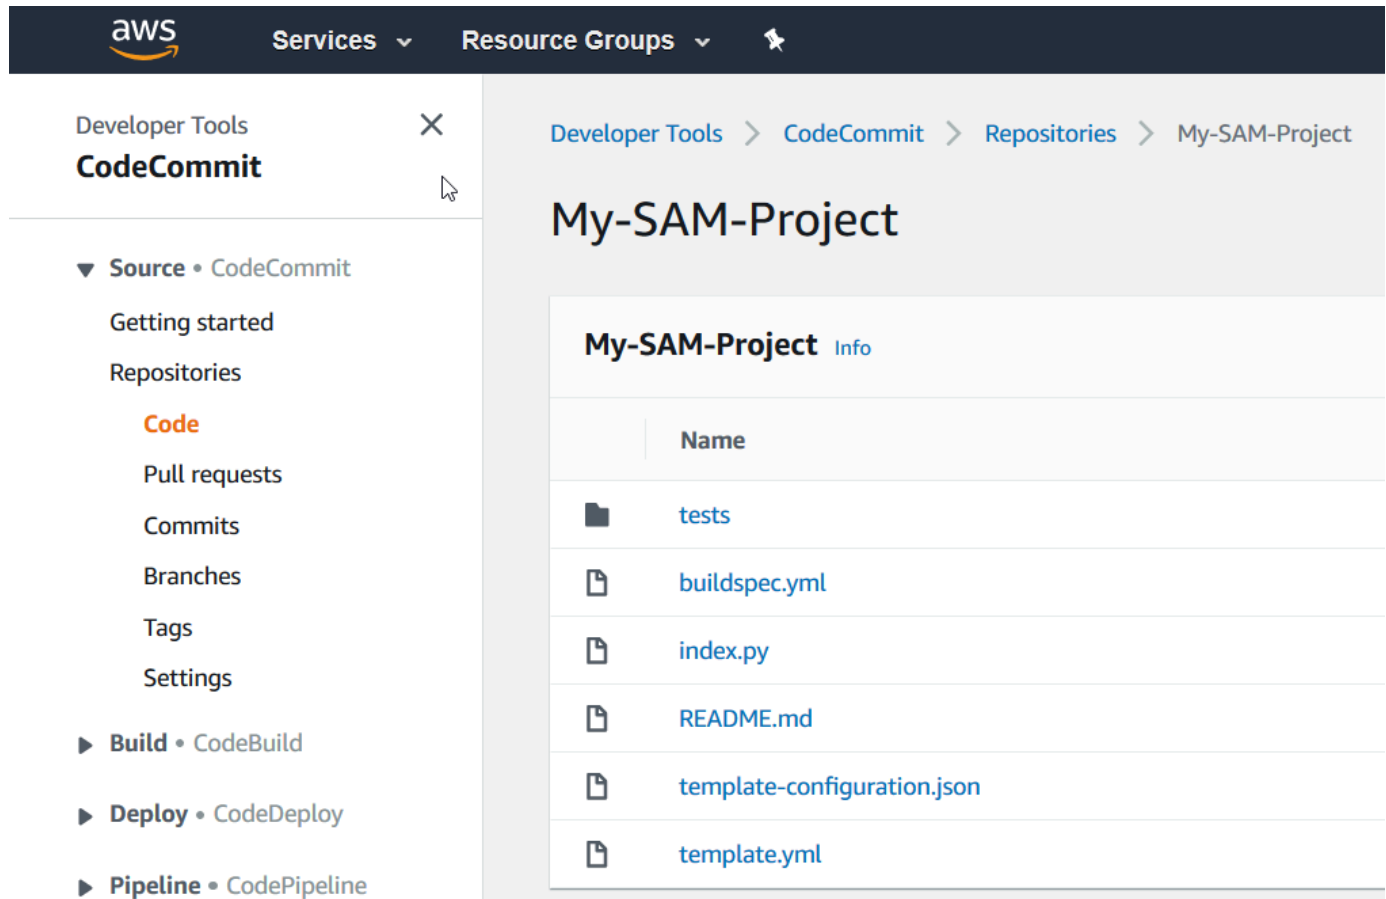 aws Services Resource Groups
Developer Tools
CodeCommit
Source • CodeCommit
Getting started
Repositories
Code
Pull requests
Commits
Branches
Tags
Settings
Build • CodeBuild
Deploy • CodeDeploy
Pipeline • CodePipeline
Developer Tools > CodeCommit > Repositories > My-SAM-Project
My-SAM-Project
My-SAM-Project Info
Name
tests
buildspec.yml
index.py
README.md
template-configuration.json
template.yml